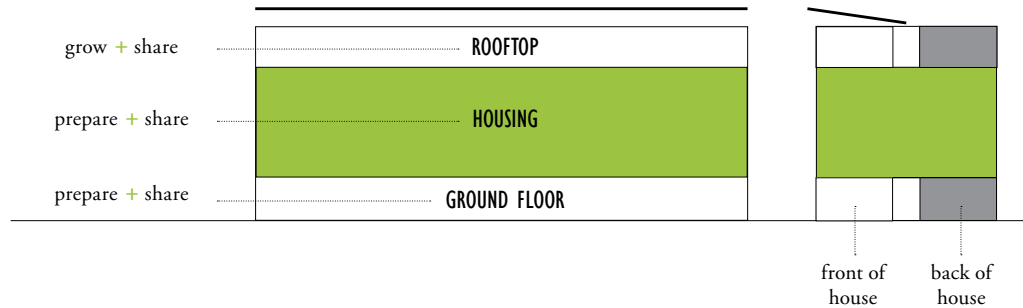 grow + share
ROOFTOP
prepare + share
HOUSING
prepare + share
GROUND FLOOR
front of
house
back of
house